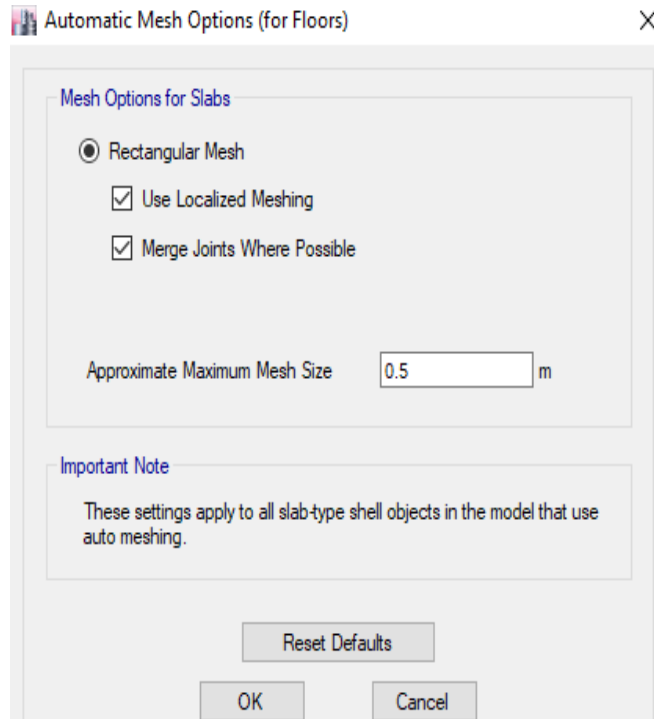 Automatic Mesh Options (for Floors)
Mesh Options for Slabs
Rectangular Mesh
Use Localized Meshing
Merge Joints Where Possible
Approximate Maximum Mesh Size 0.5 m
Important Note
These settings apply to all slab-type shell objects in the model that use
auto meshing.
Reset Defaults
OK Cancel